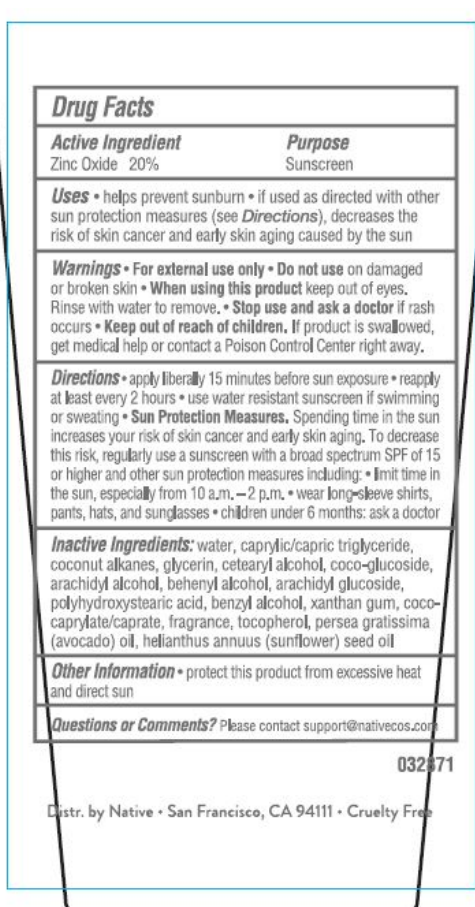 Drug Facts
Active Ingredient Purpose
Zinc Oxide 20% Sunscreen
Uses • helps prevent sunburn • if used as directed with other
sun protection measures (see Directions), decreases the
risk of skin cancer and early skin aging caused by the sun
Warnings • For external use only • Do not use on damaged
or broken skin • When using this product keep out of eyes.
Rinse with water to remove. • Stop use and ask a doctor if rash
occurs • Keep out of reach of children. If product is swallowed,
get medical help or contact a Poison Control Center right away.
Directions • apply liberally 15 minutes before sun exposure • reapply
at least every 2 hours • use water resistant sunscreen if swimming
or sweating • Sun Protection Measures. Spending time in the sun
increases your risk of skin cancer and early skin aging. To decrease
this risk, regularly use a sunscreen with a broad spectrum SPF of 15
or higher and other sun protection measures including: • limit time in
the sun, especially from 10 a.m. – 2 p.m. • wear long-sleeve shirts,
pants, hats, and sunglasses • children under 6 months: ask a doctor
Inactive Ingredients: water, caprylic/capric triglyceride,
coconut alkanes, glycerin, cetearyl alcohol, coco-glucoside,
arachidyl alcohol, behenyl alcohol, arachidyl glucoside,
polyhydroxystearic acid, benzyl alcohol, xanthan gum, coco-
caprylate/caprate, fragrance, tocopherol, persea gratissima
(avocado) oil, helianthus annuus (sunflower) seed oil
Other Information • protect this product from excessive heat
and direct sun
Questions or Comments? Please contact support@nativecos.com
032871
Distr. by Native • San Francisco, CA 94111 • Cruelty Free